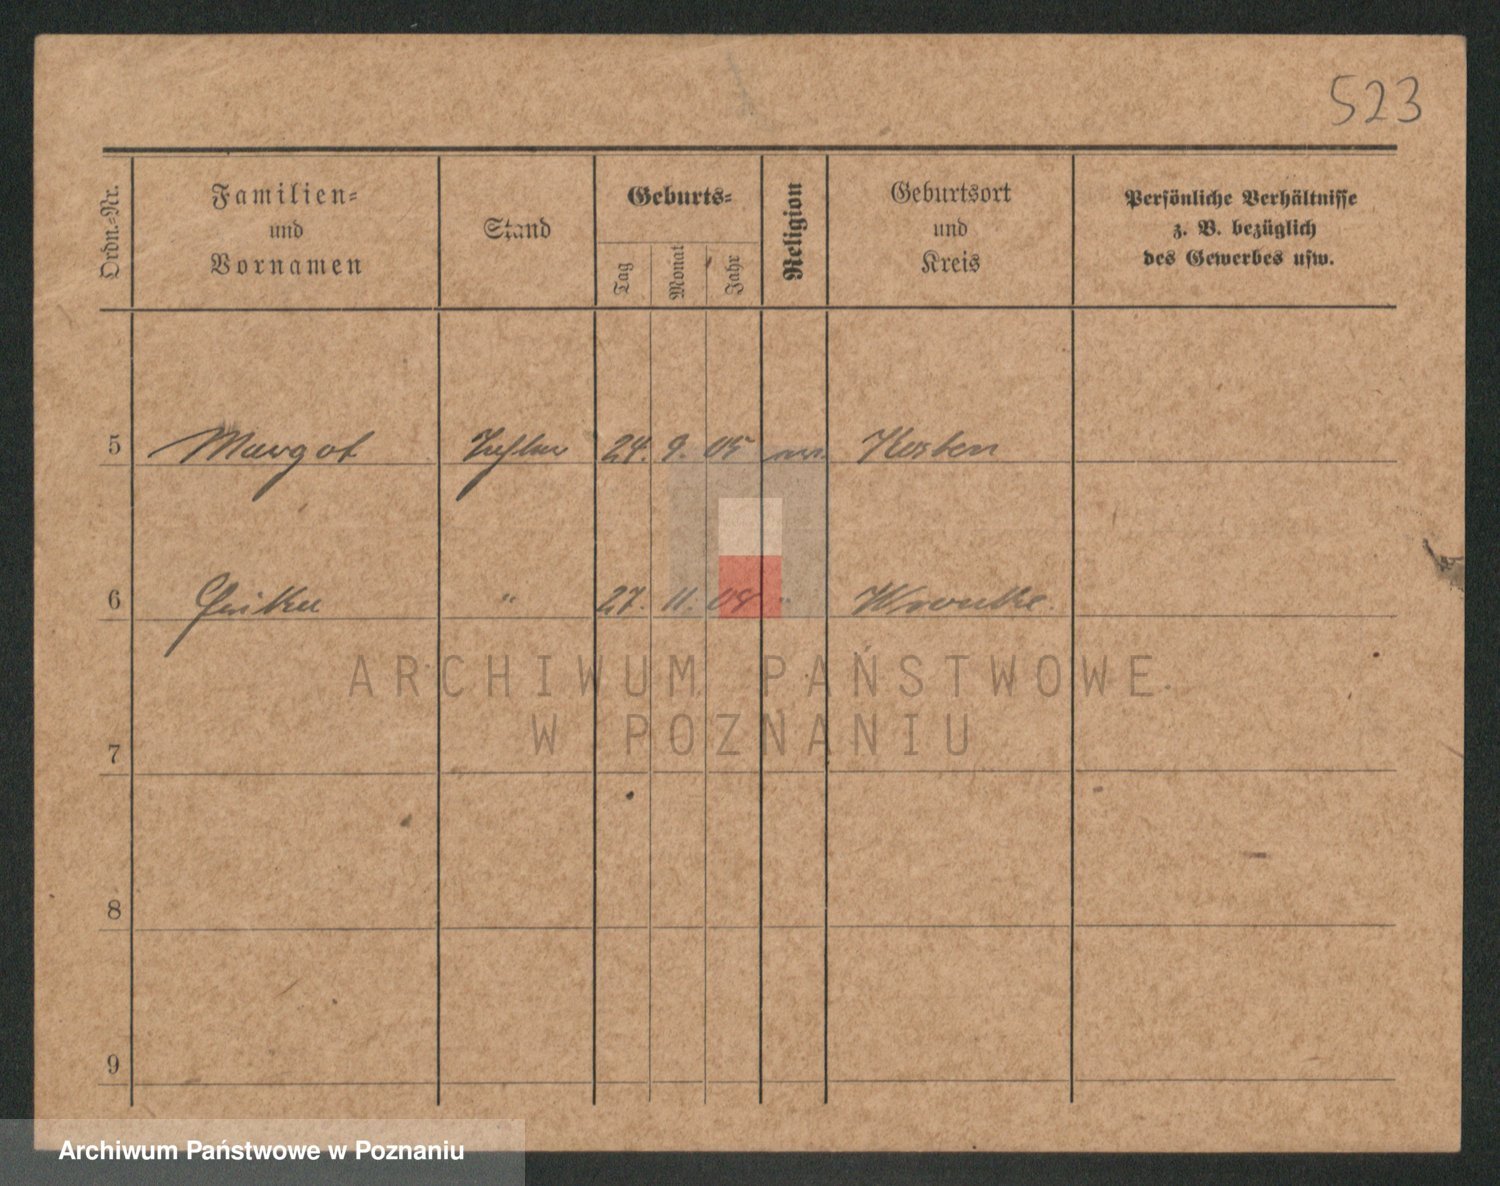 523
Ordn.-Nr.
Familien-
und
Vornamen
Stand
Geburts-
Tag
Monat
Jahr
Religion
Geburtsort
und
Kreis
Persönliche Verhältnisse
z. B. bezüglich
des Gewerbes usw.
5 Margot 24. 9. 05 Kosten
6 " 27. 11. 08 " Wronke.
7
8
9
ARCHIWUM PAŃSTWOWE
W POZNANIU
Archiwum Państwowe w Poznaniu